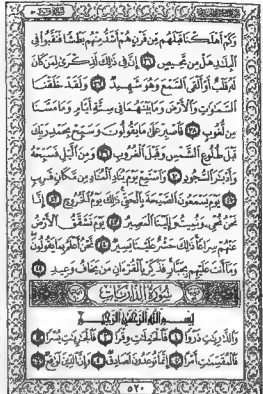 وَكَمْ أَهْلَكْنَا قَبْلَهُم مِّن قَرْنٍ هُمْ أَشَدُّ مِنْهُم بَطْشًا فَنَقَّبُوا۟ فِى
ٱلْبِلَٰدِ هَلْ مِن مَّحِيصٍ ٣٦ إِنَّ فِى ذَٰلِكَ لَذِكْرَىٰ لِمَن كَانَ
لَهُۥ قَلْبٌ أَوْ أَلْقَى ٱلسَّمْعَ وَهُوَ شَهِيدٌ ٣٧ وَلَقَدْ خَلَقْنَا
ٱلسَّمَٰوَٰتِ وَٱلْأَرْضَ وَمَا بَيْنَهُمَا فِى سِتَّةِ أَيَّامٍ وَمَا مَسَّنَا
مِن لُّغُوبٍ ٣٨ فَٱصْبِرْ عَلَىٰ مَا يَقُولُونَ وَسَبِّحْ بِحَمْدِ رَبِّكَ
قَبْلَ طُلُوعِ ٱلشَّمْسِ وَقَبْلَ ٱلْغُرُوبِ ٣٩ وَمِنَ ٱلَّيْلِ فَسَبِّحْهُ
وَأَدْبَٰرَ ٱلسُّجُودِ ٤٠ وَٱسْتَمِعْ يَوْمَ يُنَادِ ٱلْمُنَادِ مِن مَّكَانٍ قَرِيبٍ
٤١ يَوْمَ يَسْمَعُونَ ٱلصَّيْحَةَ بِٱلْحَقِّ ذَٰلِكَ يَوْمُ ٱلْخُرُوجِ ٤٢ إِنَّا
نَحْنُ نُحْىِۦ وَنُمِيتُ وَإِلَيْنَا ٱلْمَصِيرُ ٤٣ يَوْمَ تَشَقَّقُ ٱلْأَرْضُ
عَنْهُمْ سِرَاعًا ذَٰلِكَ حَشْرٌ عَلَيْنَا يَسِيرٌ ٤٤ نَّحْنُ أَعْلَمُ بِمَا يَقُولُونَ
وَمَآ أَنتَ عَلَيْهِم بِجَبَّارٍ فَذَكِّرْ بِٱلْقُرْءَانِ مَن يَخَافُ وَعِيدِ ٤٥
سُورَةُ الذَّارِيَاتِ
بِسْمِ ٱللَّهِ ٱلرَّحْمَٰنِ ٱلرَّحِيمِ
وَٱلذَّٰرِيَٰتِ ذَرْوًا ١ فَٱلْحَٰمِلَٰتِ وِقْرًا ٢ فَٱلْجَٰرِيَٰتِ يُسْرًا ٣
فَٱلْمُقَسِّمَٰتِ أَمْرًا ٤ إِنَّمَا تُوعَدُونَ لَصَادِقٌ ٥ وَإِنَّ ٱلدِّينَ لَوَٰقِعٌ ٦
٥٢٠